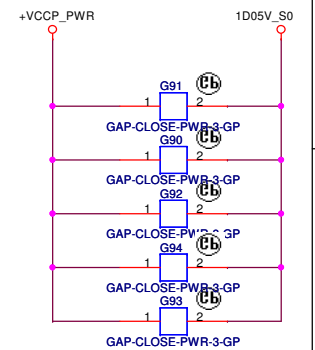 +VCCP_PWR 1D05V_S0
G91
1 2
GAP-CLOSE-PWR-3-GP
G90
1 2
GAP-CLOSE-PWR-3-GP
G92
1 2
GAP-CLOSE-PWR-3-GP
G94
1 2
GAP-CLOSE-PWR-3-GP
G93
1 2
GAP-CLOSE-PWR-3-GP